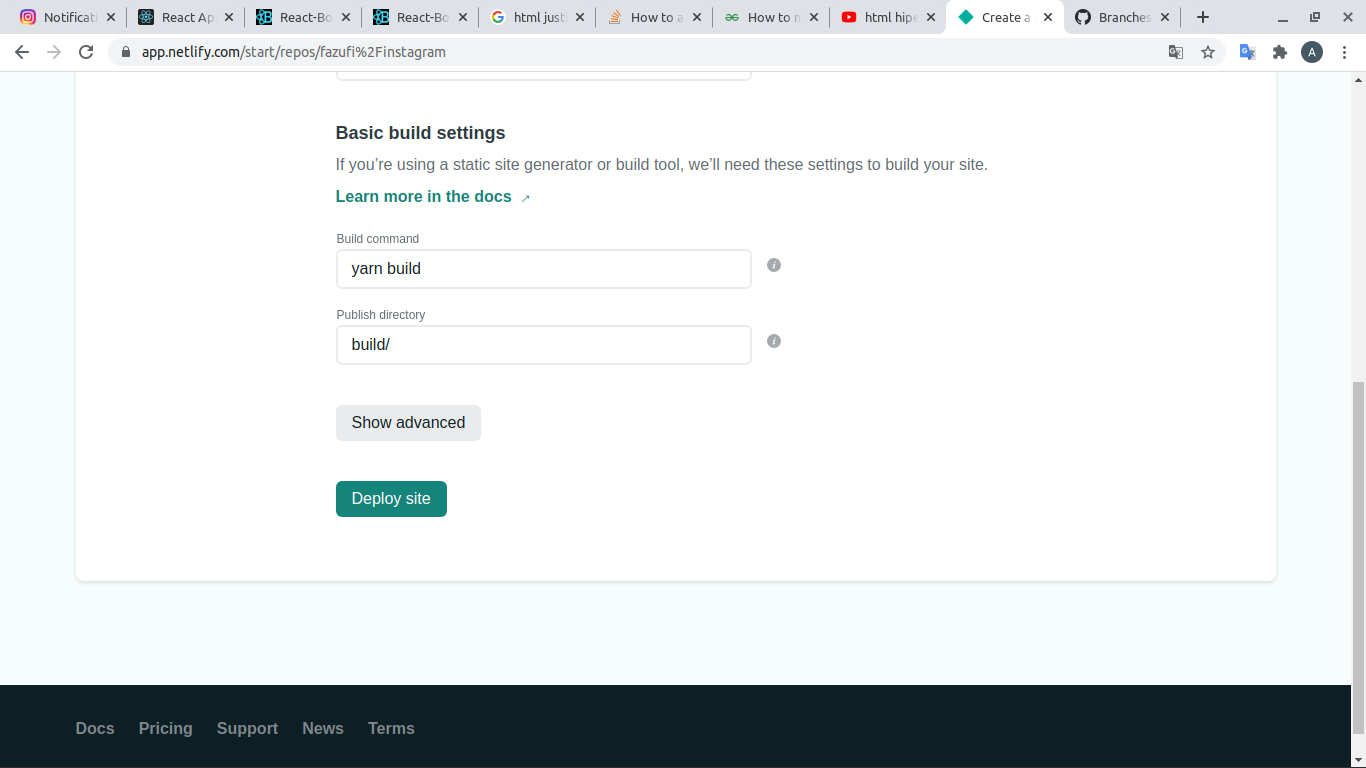 Notificati
React Ap
React-Bo
React-Bo
html just
How to a
How to m
html hipe
Create a
Branches
app.netlify.com/start/repos/fazufi%2Finstagram
A
Basic build settings
If you’re using a static site generator or build tool, we’ll need these settings to build your site.
Learn more in the docs →
Build command
yarn build
i
Publish directory
build/
i
Show advanced
Deploy site
Docs Pricing Support News Terms